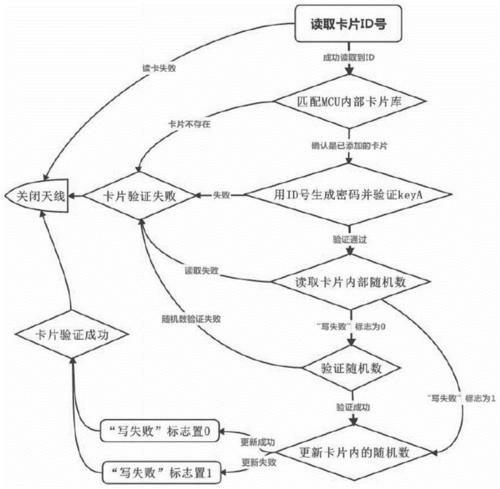 读取卡片ID号
成功读取到ID
读卡失败
匹配MCU内部卡片库
卡片不存在
确认是已添加的卡片
关闭天线
卡片验证失败
失败
用ID号生成密码并验证keyA
验证通过
读取失败
读取卡片内部随机数
随机数验证失败
“写失败”标志为0
卡片验证成功
验证随机数
“写失败”标志为1
验证成功
“写失败”标志置0
更新成功
更新卡片内的随机数
更新失败
“写失败”标志置1